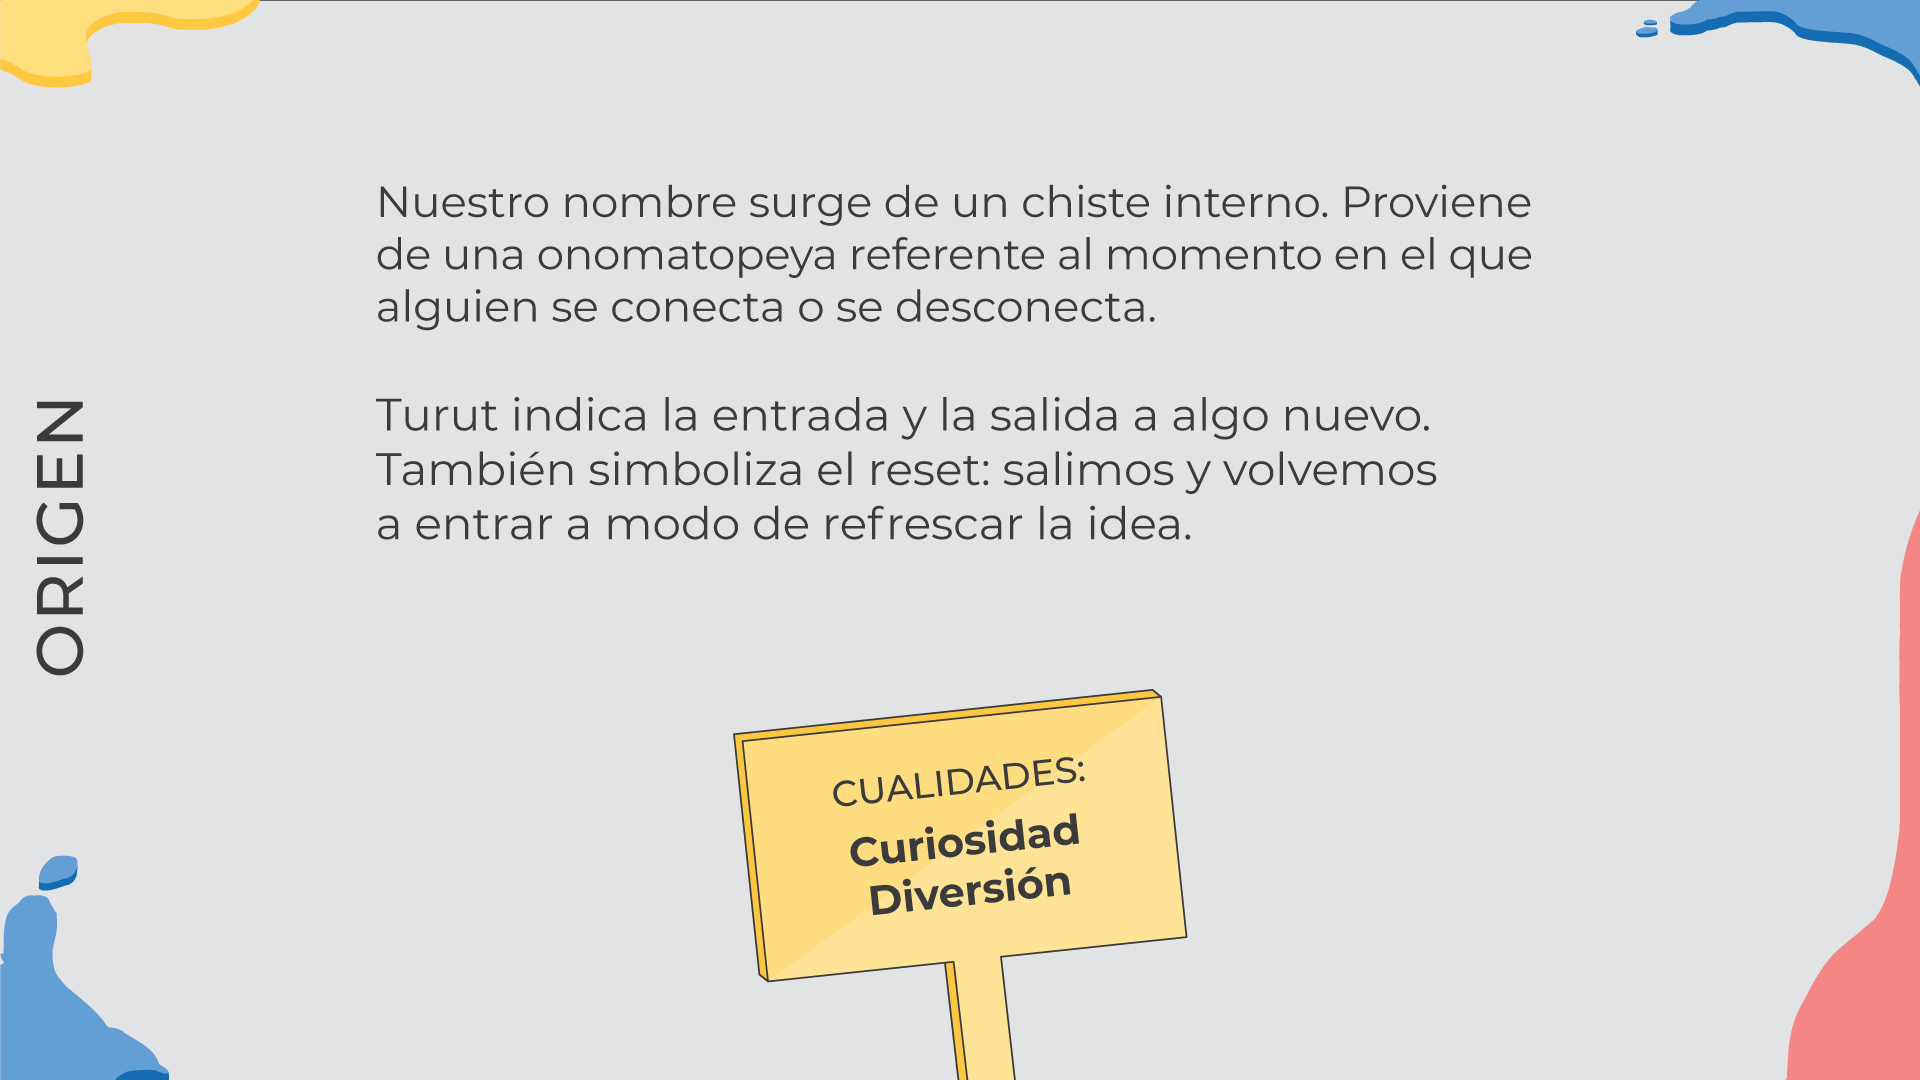 ORIGEN
Nuestro nombre surge de un chiste interno. Proviene
de una onomatopeya referente al momento en el que
alguien se conecta o se desconecta.
Turut indica la entrada y la salida a algo nuevo.
También simboliza el reset: salimos y volvemos
a entrar a modo de refrescar la idea.
CUALIDADES:
Curiosidad
Diversión